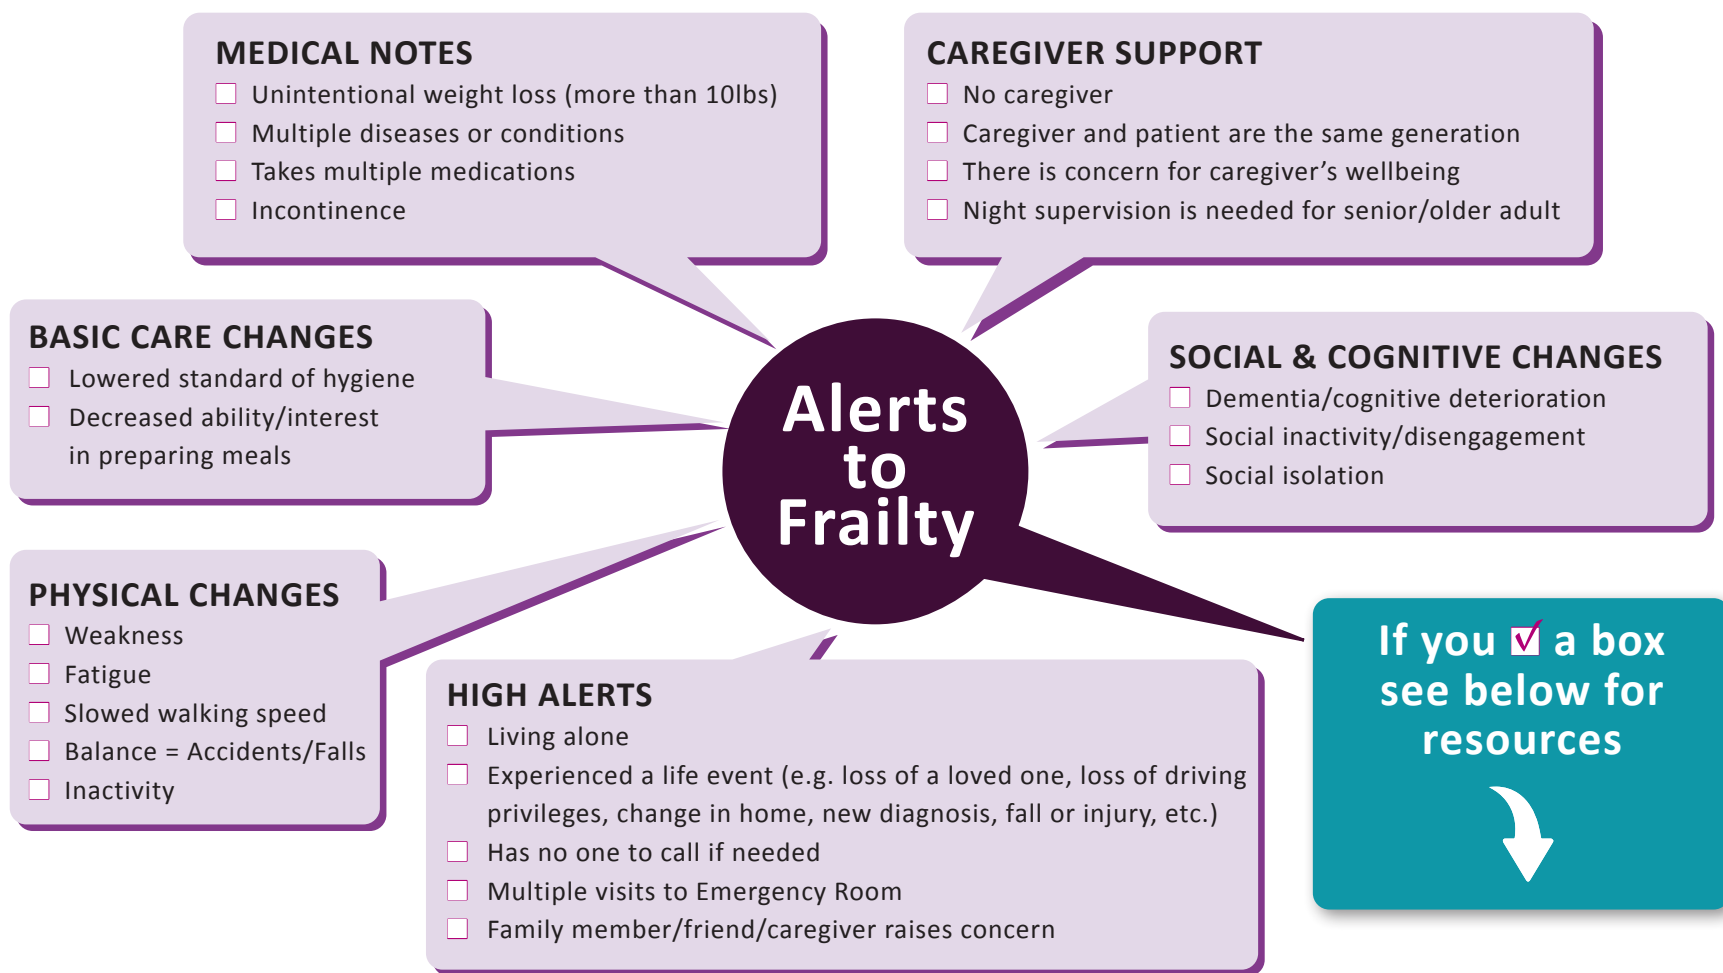 MEDICAL NOTES
Unintentional weight loss (more than 10lbs)
Multiple diseases or conditions
Takes multiple medications
Incontinence
CAREGIVER SUPPORT
No caregiver
Caregiver and patient are the same generation
There is concern for caregiver’s wellbeing
Night supervision is needed for senior/older adult
BASIC CARE CHANGES
Lowered standard of hygiene
Decreased ability/interest
in preparing meals
Alerts
to
Frailty
SOCIAL & COGNITIVE CHANGES
Dementia/cognitive deterioration
Social inactivity/disengagement
Social isolation
PHYSICAL CHANGES
Weakness
Fatigue
Slowed walking speed
Balance = Accidents/Falls
Inactivity
HIGH ALERTS
Living alone
Experienced a life event (e.g. loss of a loved one, loss of driving
privileges, change in home, new diagnosis, fall or injury, etc.)
Has no one to call if needed
Multiple visits to Emergency Room
Family member/friend/caregiver raises concern
If you ☑ a box
see below for
resources